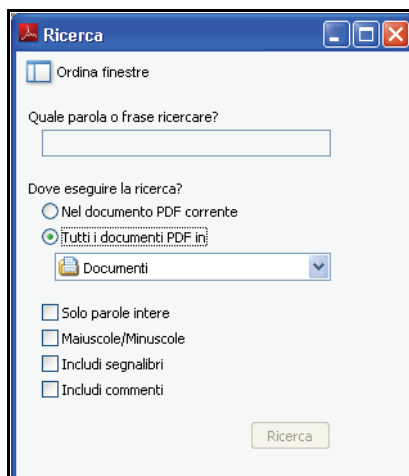 Ricerca
Ordina finestre
Quale parola o frase ricercare?
Dove eseguire la ricerca?
Nel documento PDF corrente
Tutti i documenti PDF in
Documenti
Solo parole intere
Maiuscole/Minuscole
Includi segnalibri
Includi commenti
Ricerca